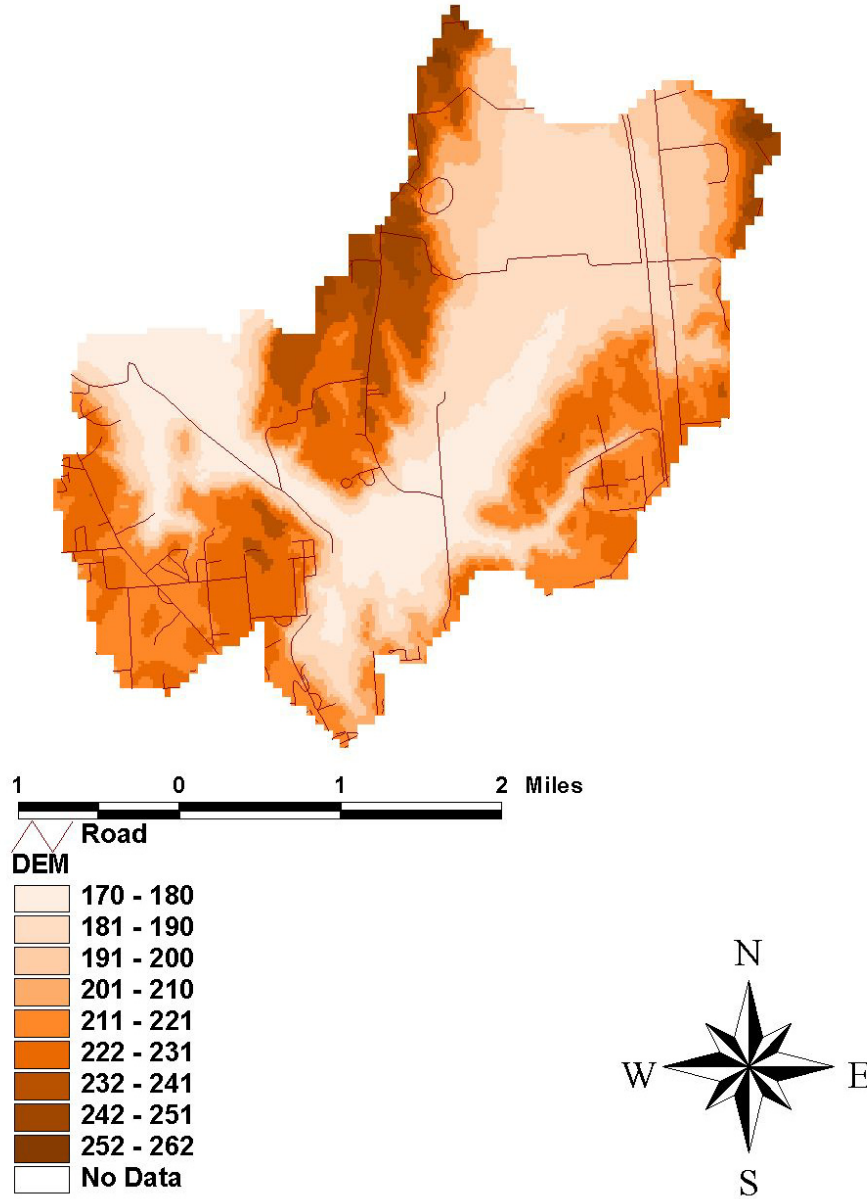 1 0 1 2 Miles
Road
DEM
170 - 180
181 - 190
191 - 200
201 - 210
211 - 221
222 - 231
232 - 241
242 - 251
252 - 262
No Data
N
W E
S